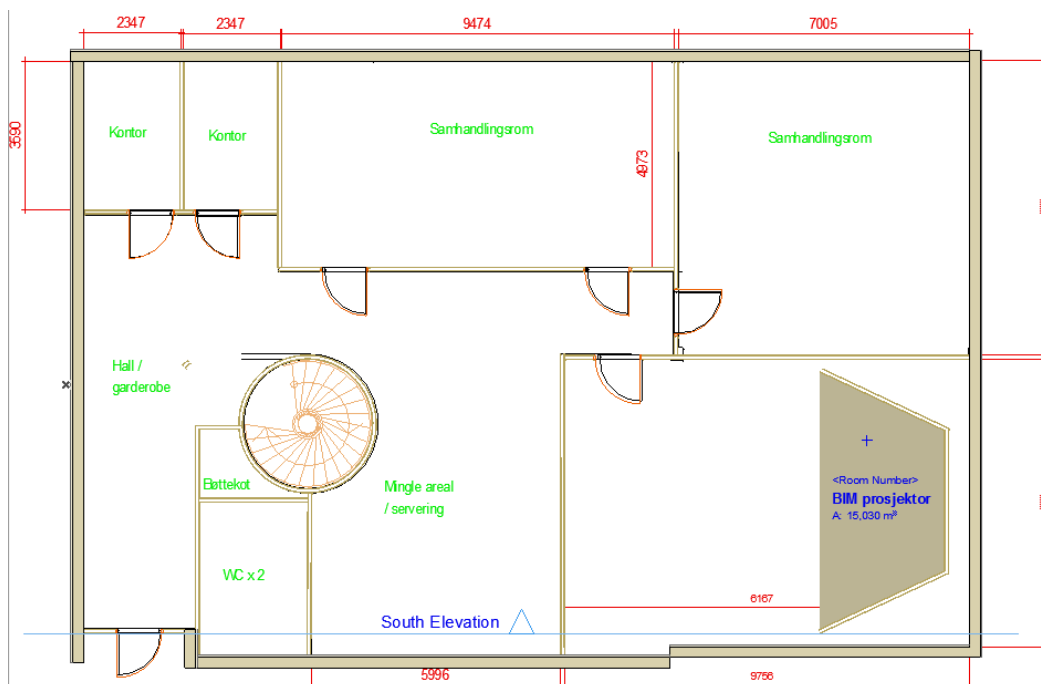 2347
2347
9474
7005
3590
Kontor
Kontor
Samhandlingsrom
4973
Samhandlingsrom
Hall /
garderobe
Bøttekot
Mingle areal
/ servering
<Room Number>
BIM prosjektor
A: 15,030 m²
WC x 2
6167
South Elevation
5996
9756